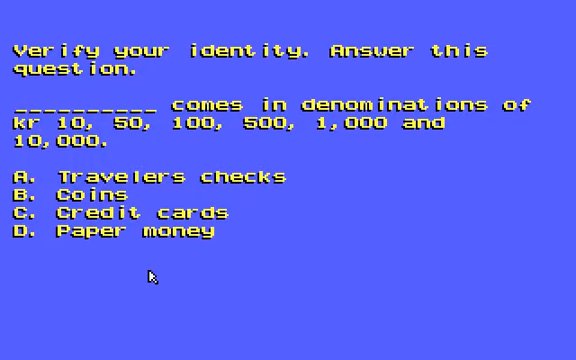 Verify your identity. Answer this
question.
__________ comes in denominations of
kr 10, 50, 100, 500, 1,000 and
10,000.
A. Travelers checks
B. Coins
C. Credit cards
D. Paper money